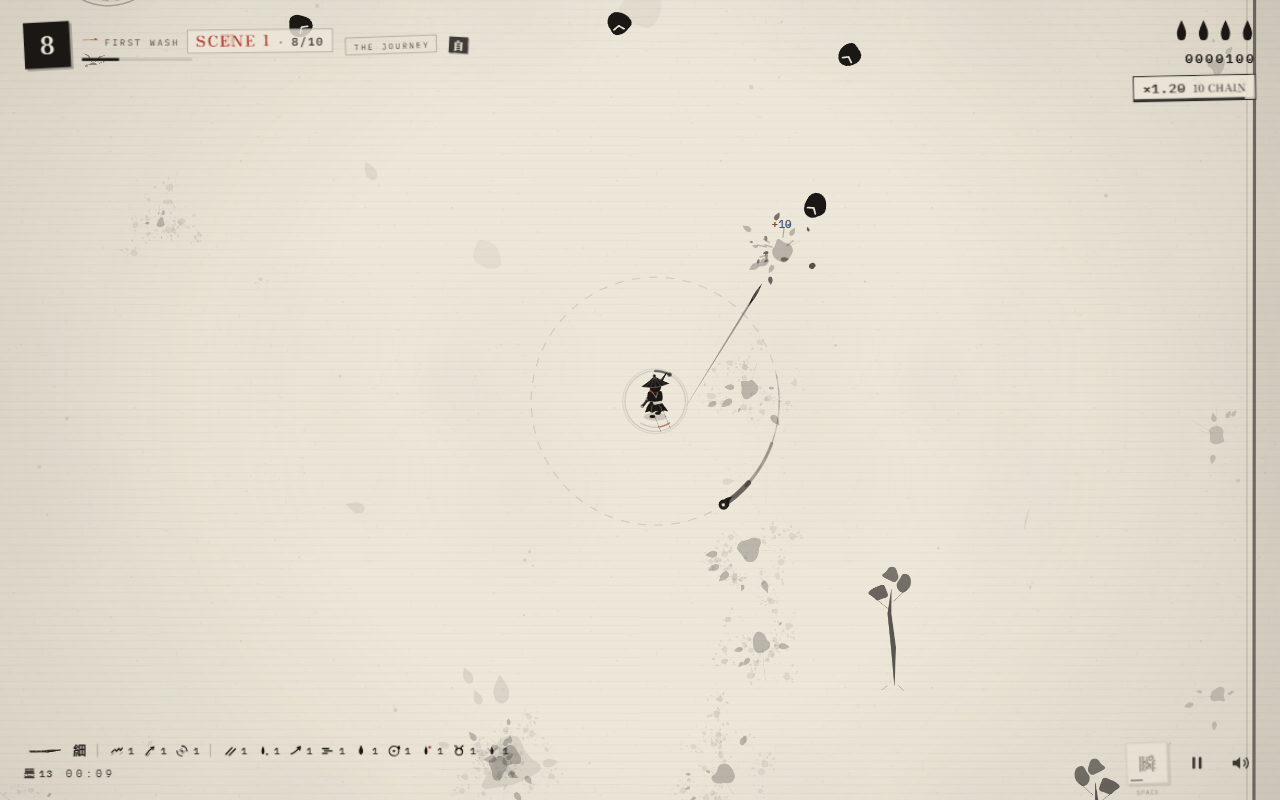 8
FIRST WASH
SCENE 1 · 8/10
THE JOURNEY
自
0000100
×1.20 10 CHAIN
+10
細 1 1 1 1 1 1 1 1 1 1 1 1
墨13 00:09
SPACE